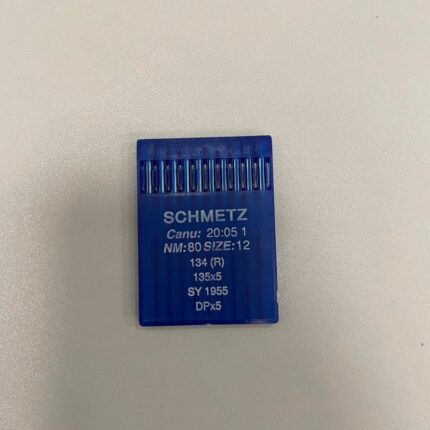 SCHMETZ
Canu: 20:05 1
NM:80 SIZE:12
134 (R)
135x5
SY 1955
DPx5